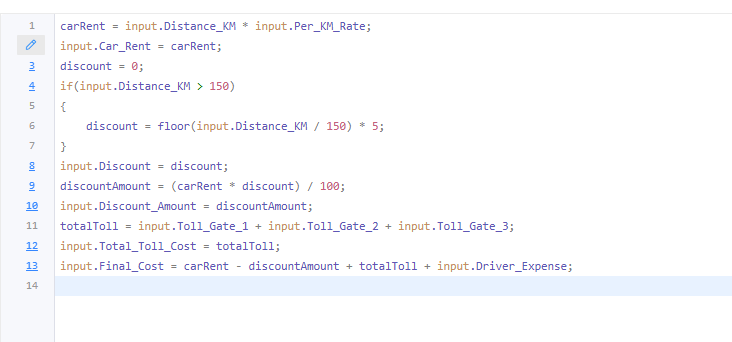 1 carRent = input.Distance_KM * input.Per_KM_Rate;
input.Car_Rent = carRent;
3 discount = 0;
4 if(input.Distance_KM > 150)
5 {
6 discount = floor(input.Distance_KM / 150) * 5;
7 }
8 input.Discount = discount;
9 discountAmount = (carRent * discount) / 100;
10 input.Discount_Amount = discountAmount;
11 totalToll = input.Toll_Gate_1 + input.Toll_Gate_2 + input.Toll_Gate_3;
12 input.Total_Toll_Cost = totalToll;
13 input.Final_Cost = carRent - discountAmount + totalToll + input.Driver_Expense;
14